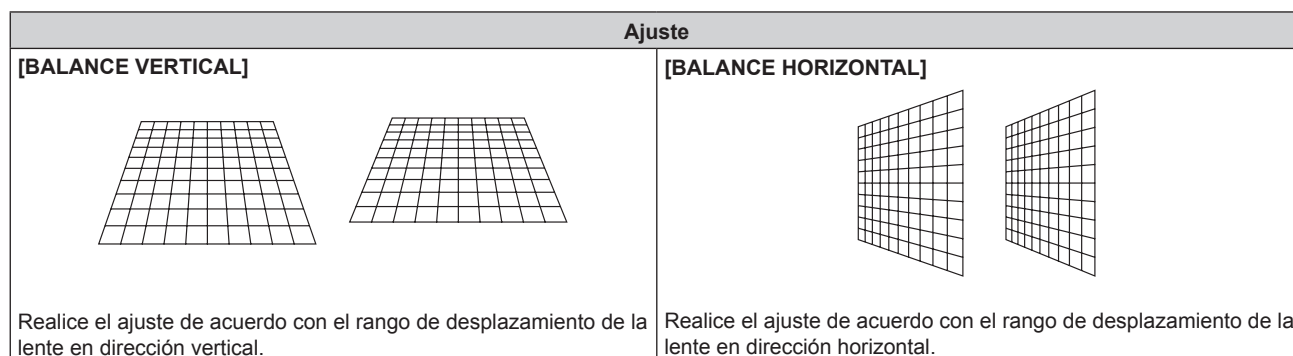 Ajuste
[BALANCE VERTICAL]
Realice el ajuste de acuerdo con el rango de desplazamiento de la
lente en dirección vertical.
[BALANCE HORIZONTAL]
Realice el ajuste de acuerdo con el rango de desplazamiento de la
lente en dirección horizontal.